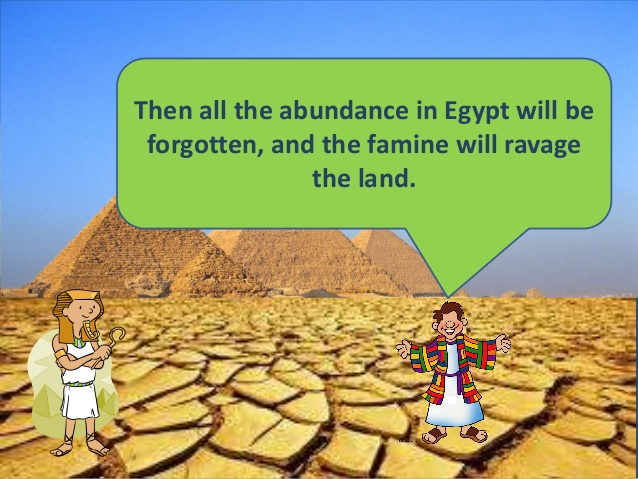 Then all the abundance in Egypt will be
forgotten, and the famine will ravage
the land.